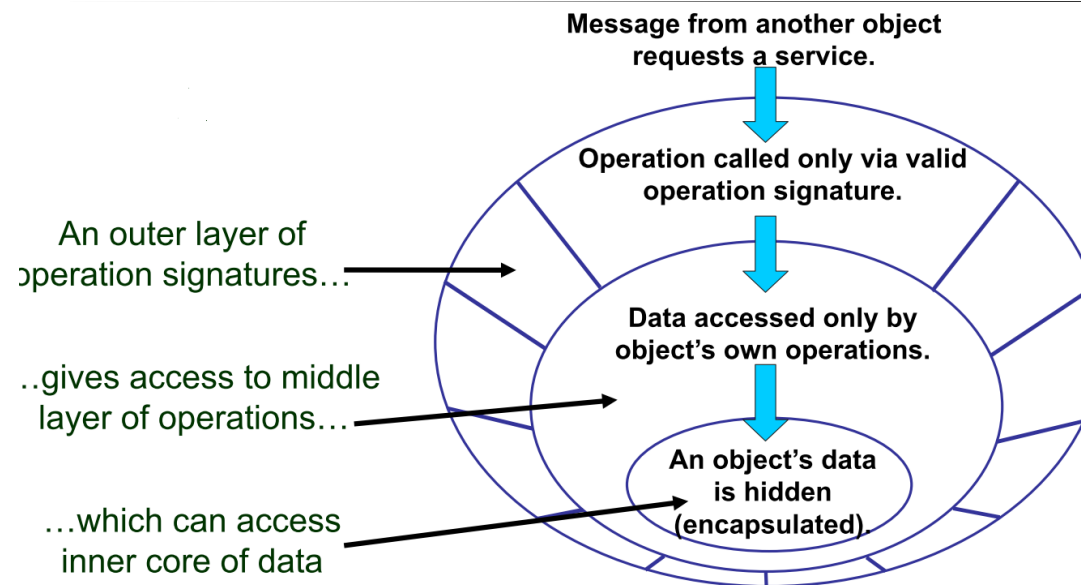 Message from another object
requests a service.
Operation called only via valid
operation signature.
An outer layer of
operation signatures…
Data accessed only by
object’s own operations.
…gives access to middle
layer of operations…
An object’s data
is hidden
(encapsulated).
…which can access
inner core of data